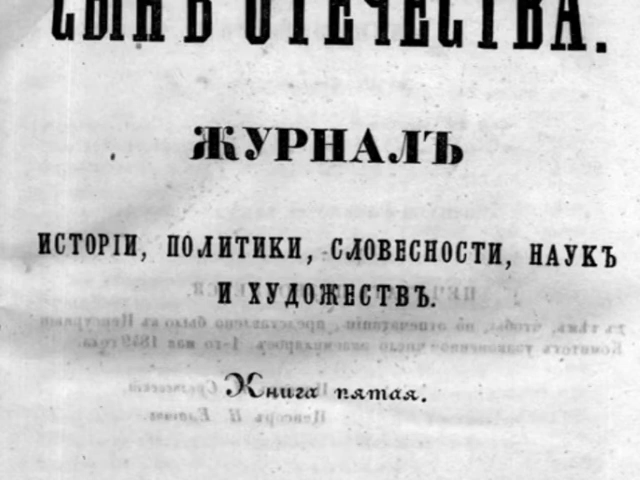 СЫНЪ ОТЕЧЕСТВА.
ЖУРНАЛЪ
ИСТОРІИ, ПОЛИТИКИ, СЛОВЕСНОСТИ, НАУКЪ
И ХУДОЖЕСТВЪ.
Книга пятая.